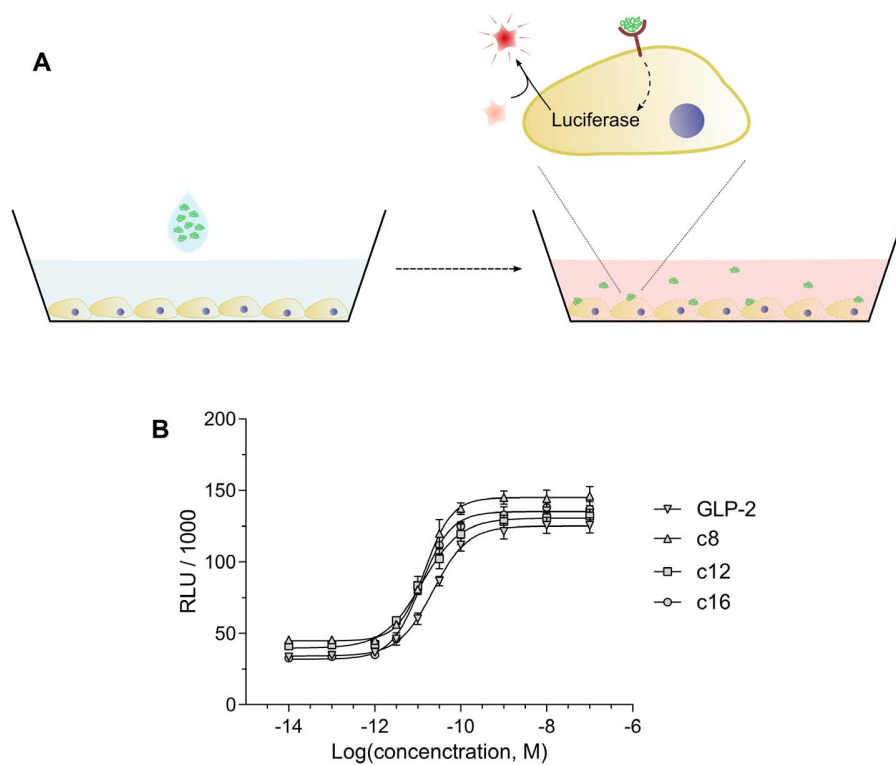 A
Luciferase
B
200
150
100
50
0
RLU / 1000
-14
-12
-10
-8
-6
Log(concenctration, M)
GLP-2
c8
c12
c16